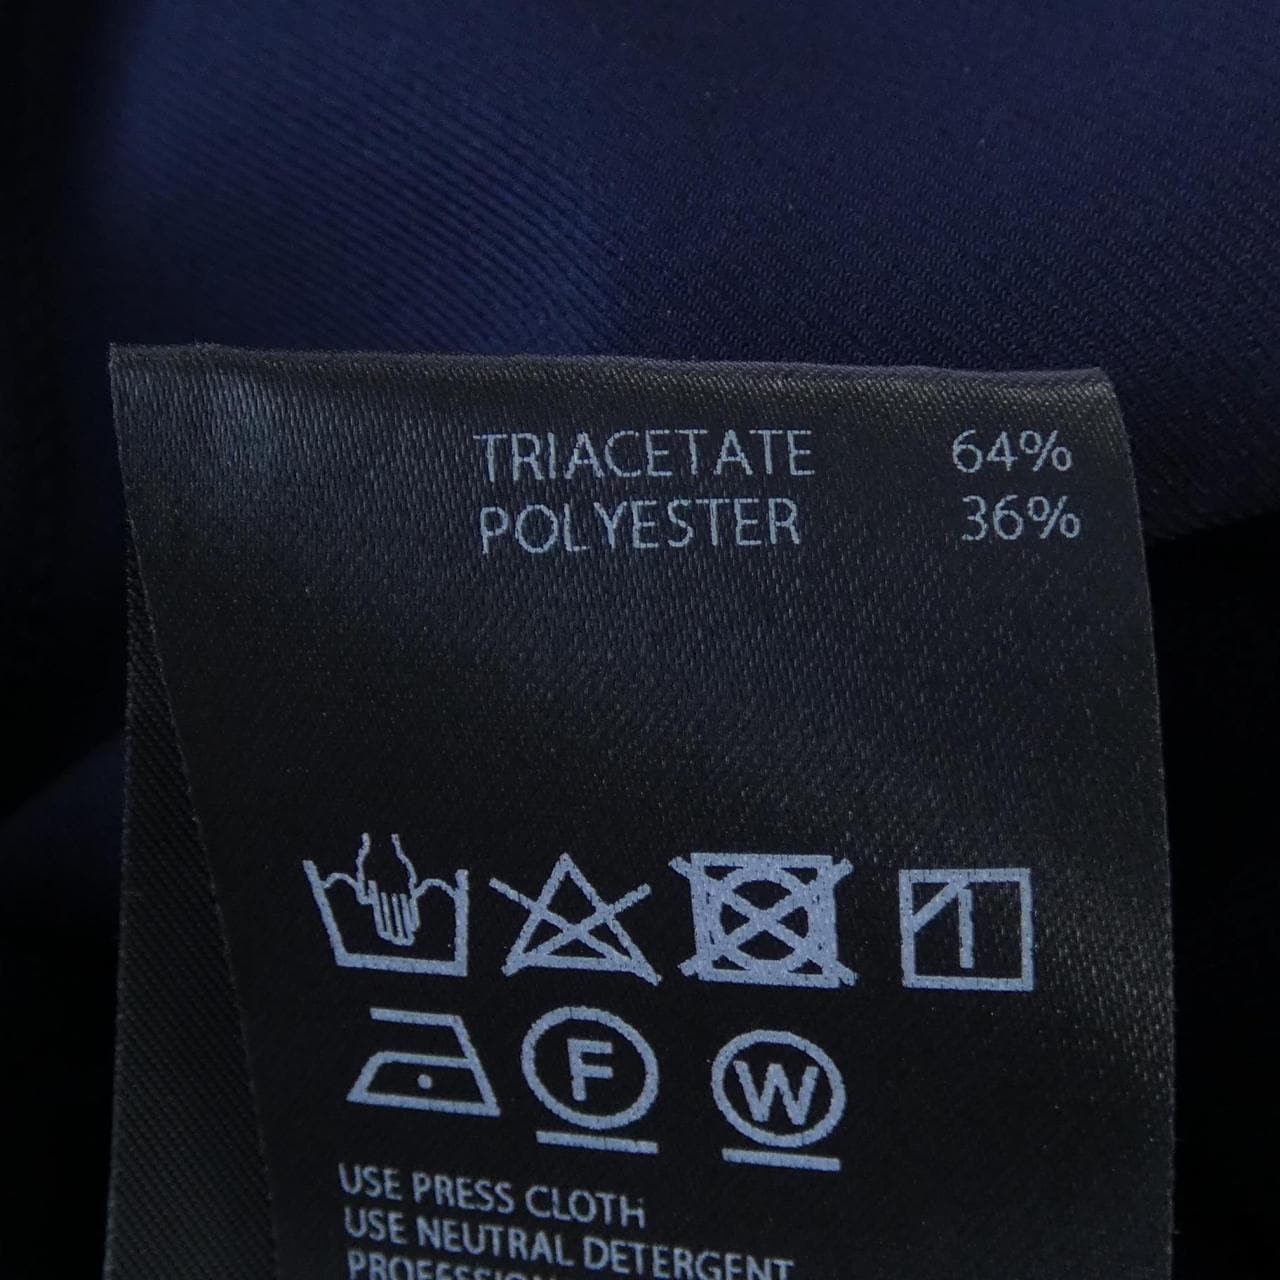 TRIACETATE 64%
POLYESTER 36%
F W
USE PRESS CLOTH
USE NEUTRAL DETERGENT